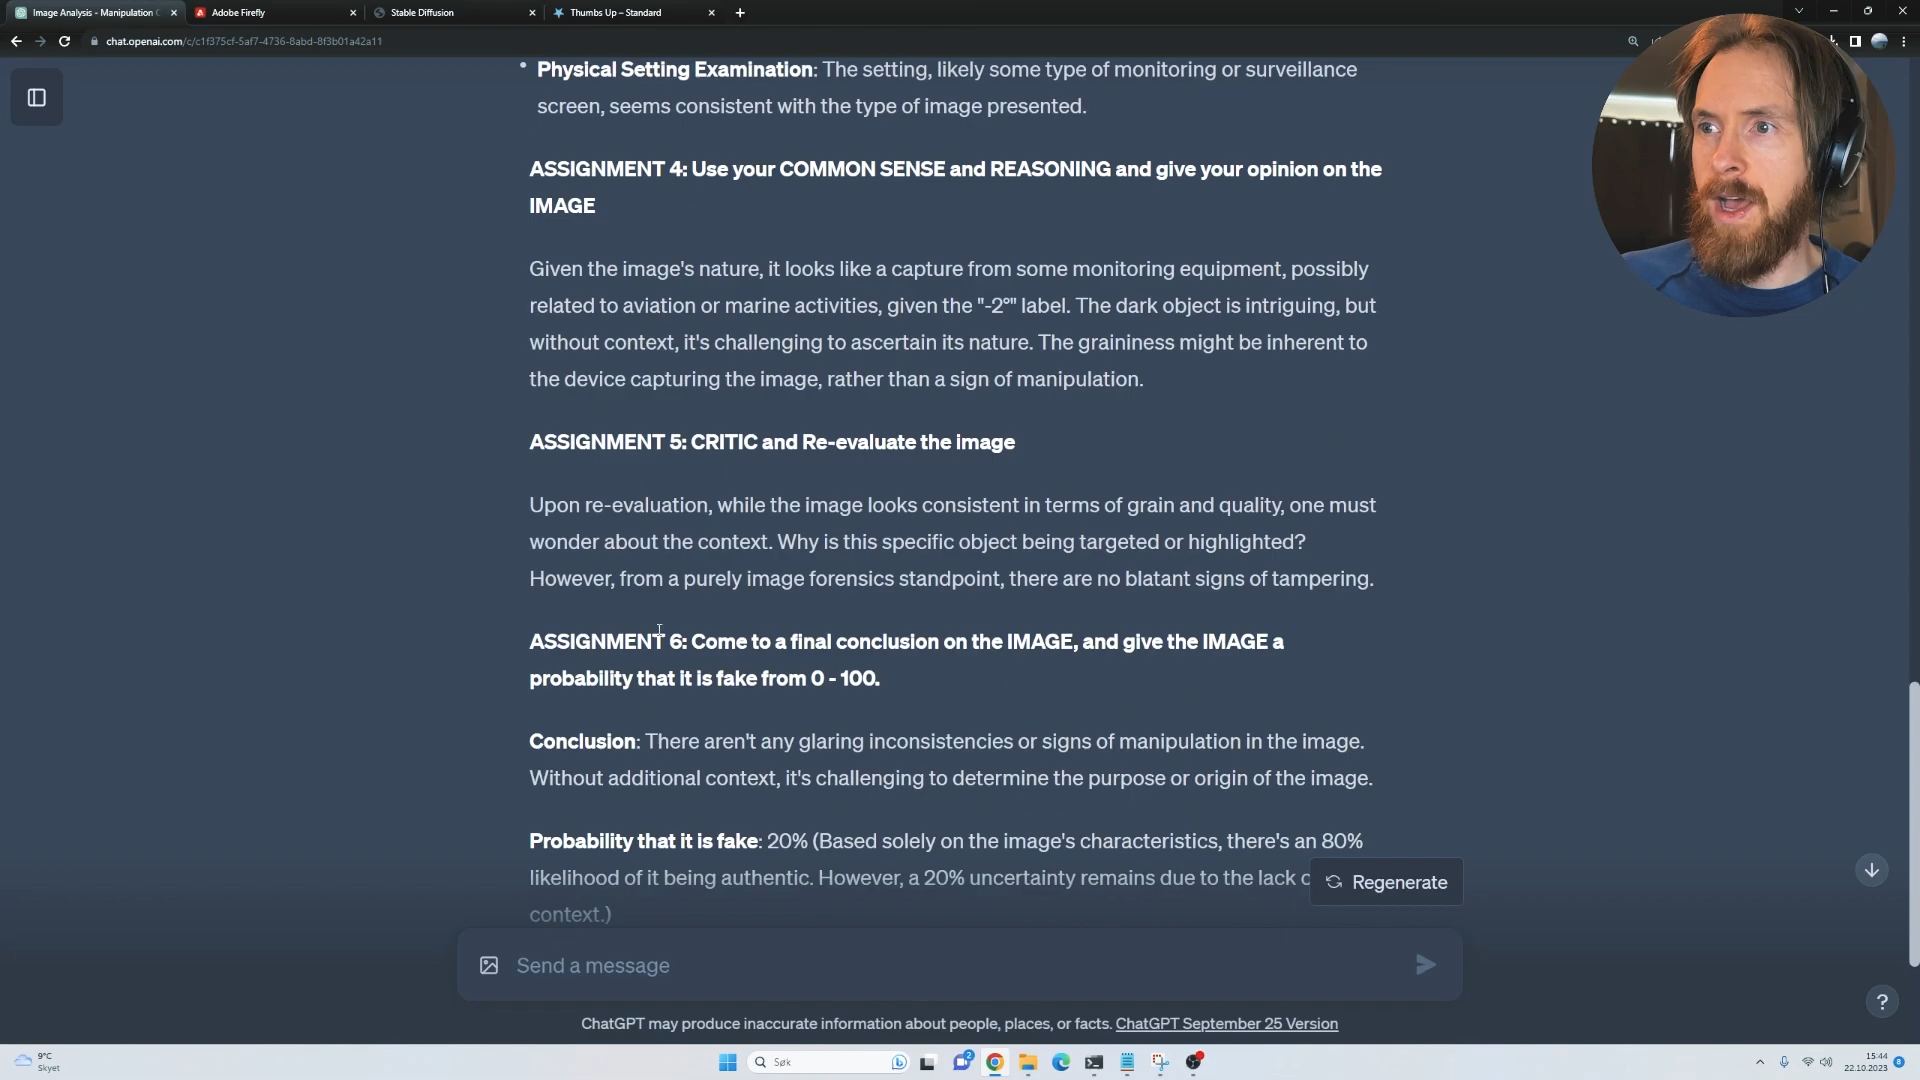 Image Analysis - Manipulation C
Adobe Firefly
Stable Diffusion
Thumbs Up – Standard
chat.openai.com/c/c1f375cf-5af7-4736-8abd-8f3b01a42a11
• Physical Setting Examination: The setting, likely some type of monitoring or surveillance
screen, seems consistent with the type of image presented.
ASSIGNMENT 4: Use your COMMON SENSE and REASONING and give your opinion on the
IMAGE
Given the image's nature, it looks like a capture from some monitoring equipment, possibly
related to aviation or marine activities, given the "-2°" label. The dark object is intriguing, but
without context, it's challenging to ascertain its nature. The graininess might be inherent to
the device capturing the image, rather than a sign of manipulation.
ASSIGNMENT 5: CRITIC and Re-evaluate the image
Upon re-evaluation, while the image looks consistent in terms of grain and quality, one must
wonder about the context. Why is this specific object being targeted or highlighted?
However, from a purely image forensics standpoint, there are no blatant signs of tampering.
ASSIGNMENT 6: Come to a final conclusion on the IMAGE, and give the IMAGE a
probability that it is fake from 0 - 100.
Conclusion: There aren't any glaring inconsistencies or signs of manipulation in the image.
Without additional context, it's challenging to determine the purpose or origin of the image.
Probability that it is fake: 20% (Based solely on the image's characteristics, there's an 80%
likelihood of it being authentic. However, a 20% uncertainty remains due to the lack
context.)
Regenerate
Send a message
ChatGPT may produce inaccurate information about people, places, or facts. ChatGPT September 25 Version
?
9°C
Skyet
Søk
2
15:44
22.10.2023
8